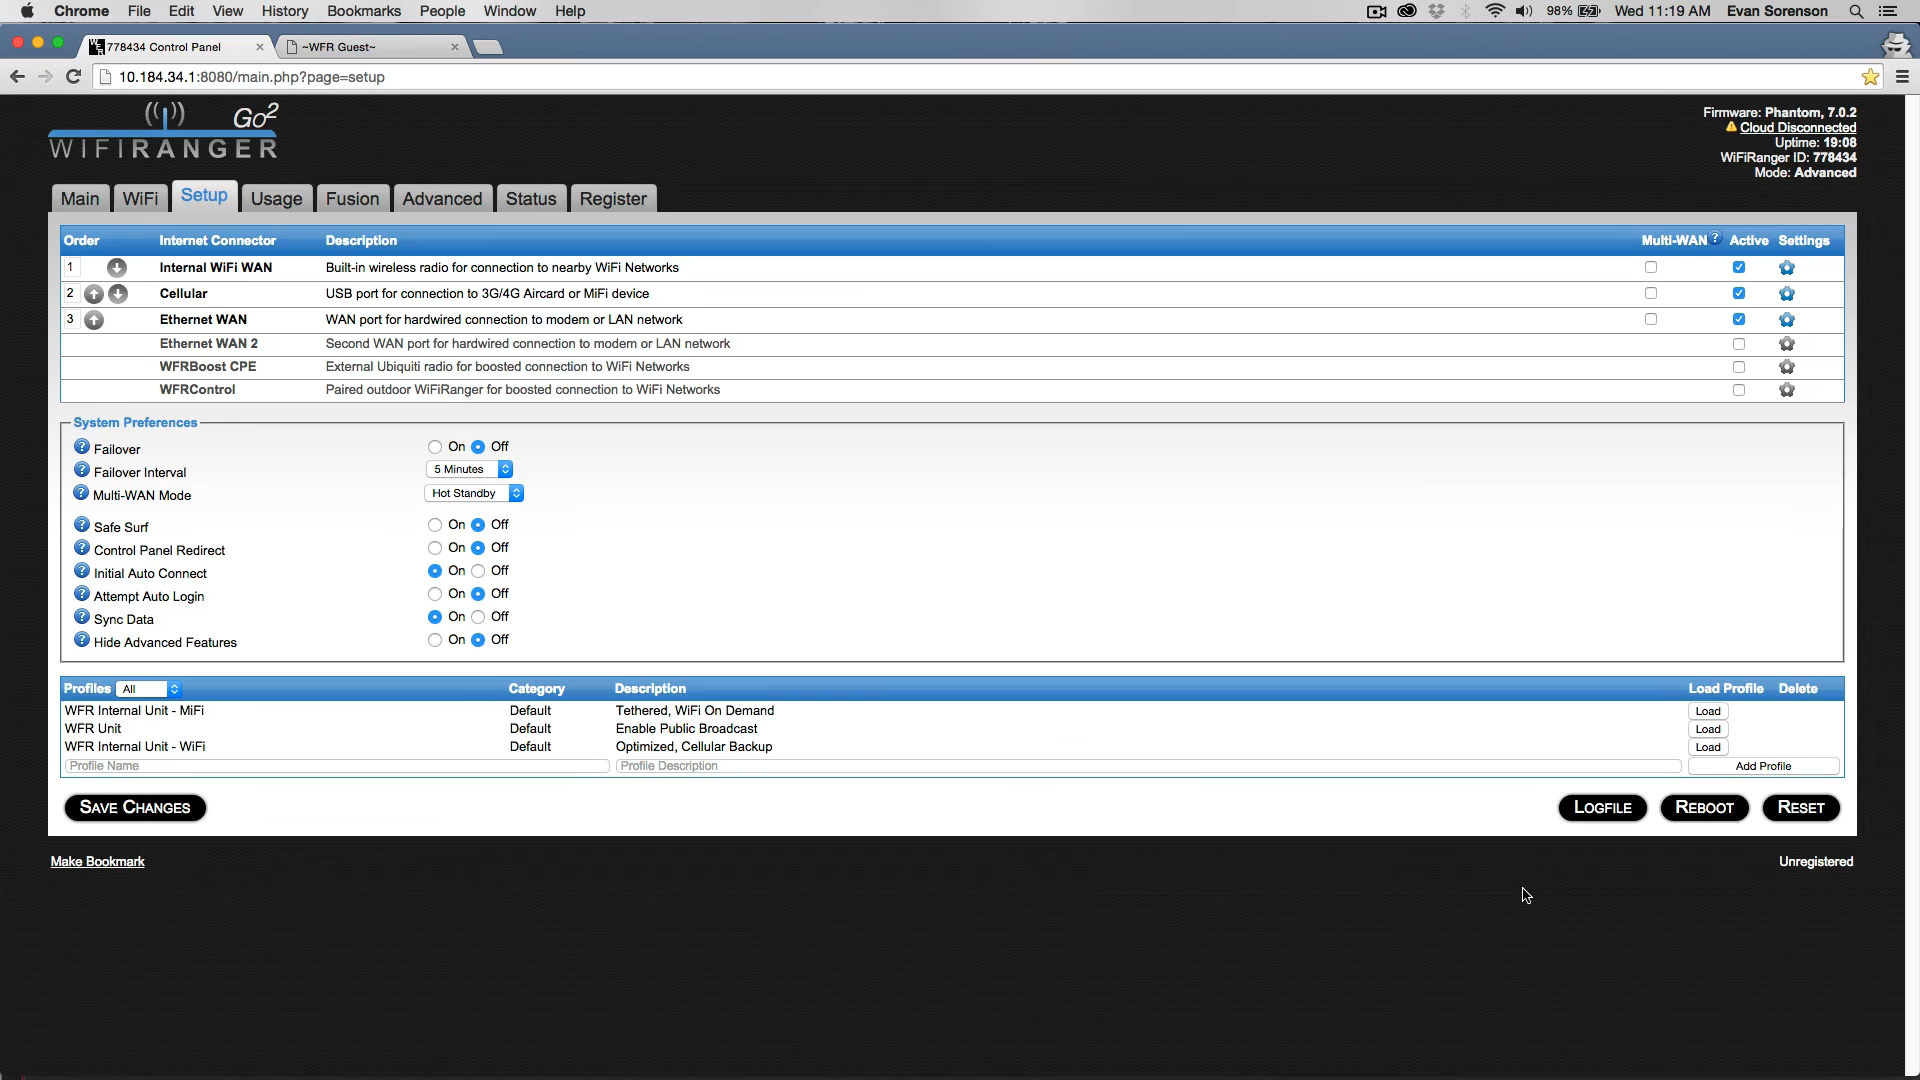 Chrome File Edit View History Bookmarks People Window Help 98% Wed 11:19 AM Evan Sorenson
778434 Control Panel ~WFR Guest~
10.184.34.1:8080/main.php?page=setup
Go2
WIFIRANGER
Firmware: Phantom, 7.0.2
Cloud Disconnected
Uptime: 19:08
WiFiRanger ID: 778434
Mode: Advanced
Main WiFi Setup Usage Fusion Advanced Status Register
Order Internet Connector Description Multi-WAN ? Active Settings
1 Internal WiFi WAN Built-in wireless radio for connection to nearby WiFi Networks
2 Cellular USB port for connection to 3G/4G Aircard or MiFi device
3 Ethernet WAN WAN port for hardwired connection to modem or LAN network
Ethernet WAN 2 Second WAN port for hardwired connection to modem or LAN network
WFRBoost CPE External Ubiquiti radio for boosted connection to WiFi Networks
WFRControl Paired outdoor WiFiRanger for boosted connection to WiFi Networks
System Preferences
? Failover On Off
? Failover Interval 5 Minutes
? Multi-WAN Mode Hot Standby
? Safe Surf On Off
? Control Panel Redirect On Off
? Initial Auto Connect On Off
? Attempt Auto Login On Off
? Sync Data On Off
? Hide Advanced Features On Off
Profiles All Category Description Load Profile Delete
WFR Internal Unit - MiFi Default Tethered, WiFi On Demand Load
WFR Unit Default Enable Public Broadcast Load
WFR Internal Unit - WiFi Default Optimized, Cellular Backup Load
Profile Name Profile Description Add Profile
SAVE CHANGES LOGFILE REBOOT RESET
Make Bookmark Unregistered